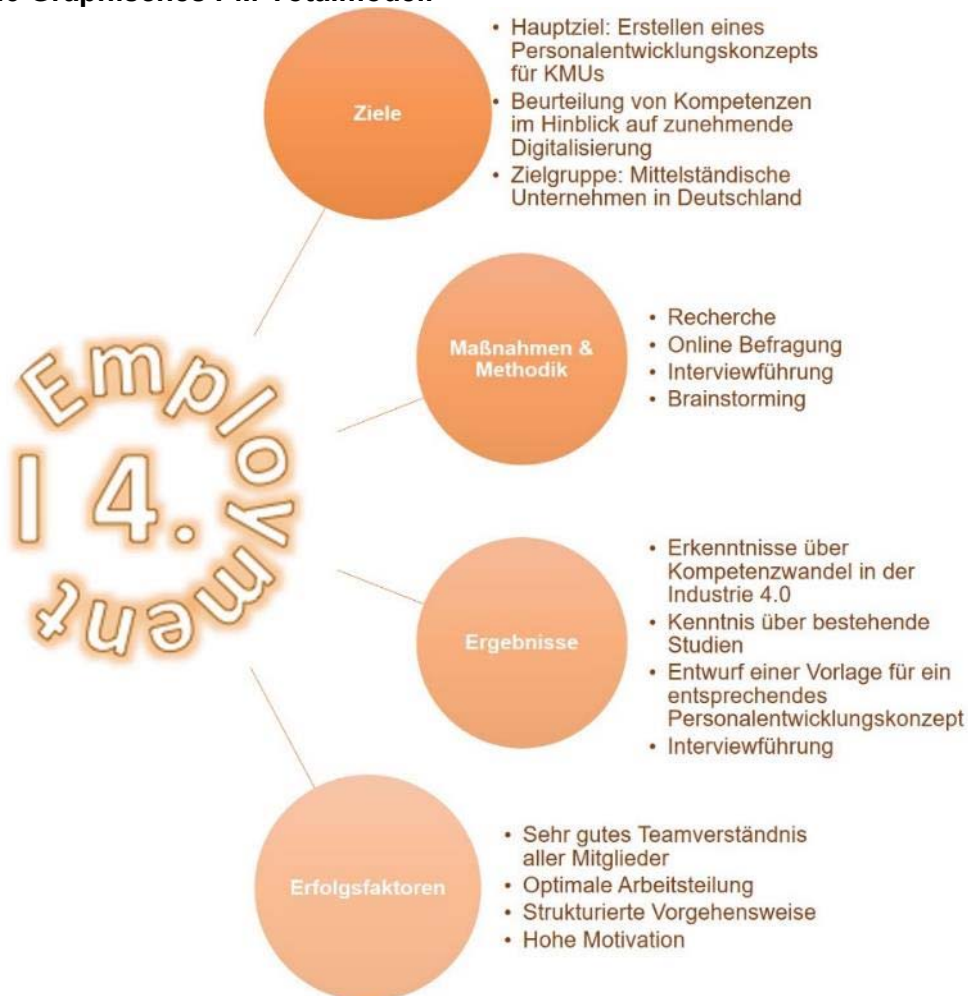 Graphisches PM-Totalmodell
Ziele
• Hauptziel: Erstellen eines
Personalentwicklungskonzepts
für KMUs
• Beurteilung von Kompetenzen
im Hinblick auf zunehmende
Digitalisierung
• Zielgruppe: Mittelständische
Unternehmen in Deutschland
Employment
I 4.
Maßnahmen &
Methodik
• Recherche
• Online Befragung
• Interviewführung
• Brainstorming
Ergebnisse
• Erkenntnisse über
Kompetenzwandel in der
Industrie 4.0
• Kenntnis über bestehende
Studien
• Entwurf einer Vorlage für ein
entsprechendes
Personalentwicklungskonzept
• Interviewführung
Erfolgsfaktoren
• Sehr gutes Teamverständnis
aller Mitglieder
• Optimale Arbeitsteilung
• Strukturierte Vorgehensweise
• Hohe Motivation